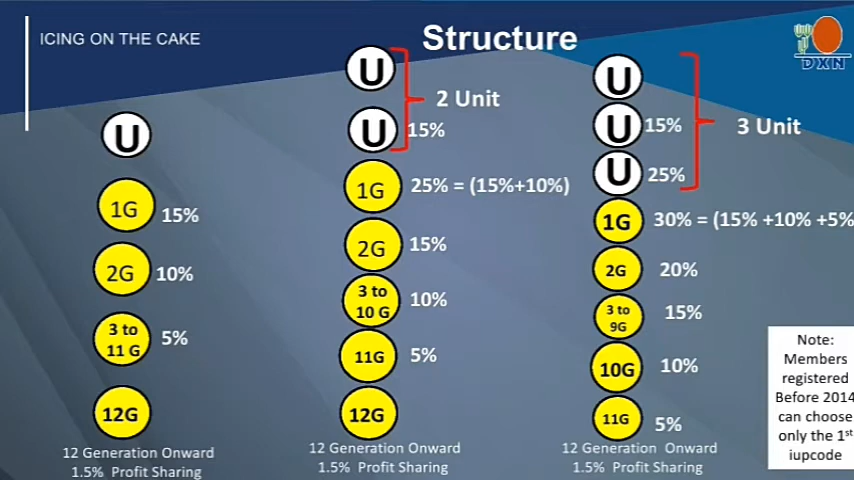 ICING ON THE CAKE
Structure
DXN
U
1G 15%
2G 10%
3 to
11 G 5%
12G
12 Generation Onward
1.5% Profit Sharing
U
2 Unit
U 15%
1G 25% = (15%+10%)
2G 15%
3 to
10 G 10%
11G 5%
12G
12 Generation Onward
1.5% Profit Sharing
U
U 15%
3 Unit
U 25%
1G 30% = (15% +10% +5%
2G 20%
3 to
9G 15%
10G 10%
11G 5%
12 Generation Onward
1.5% Profit Sharing
Note:
Members
registered
Before 2014
can choose
only the 1st
iupcode